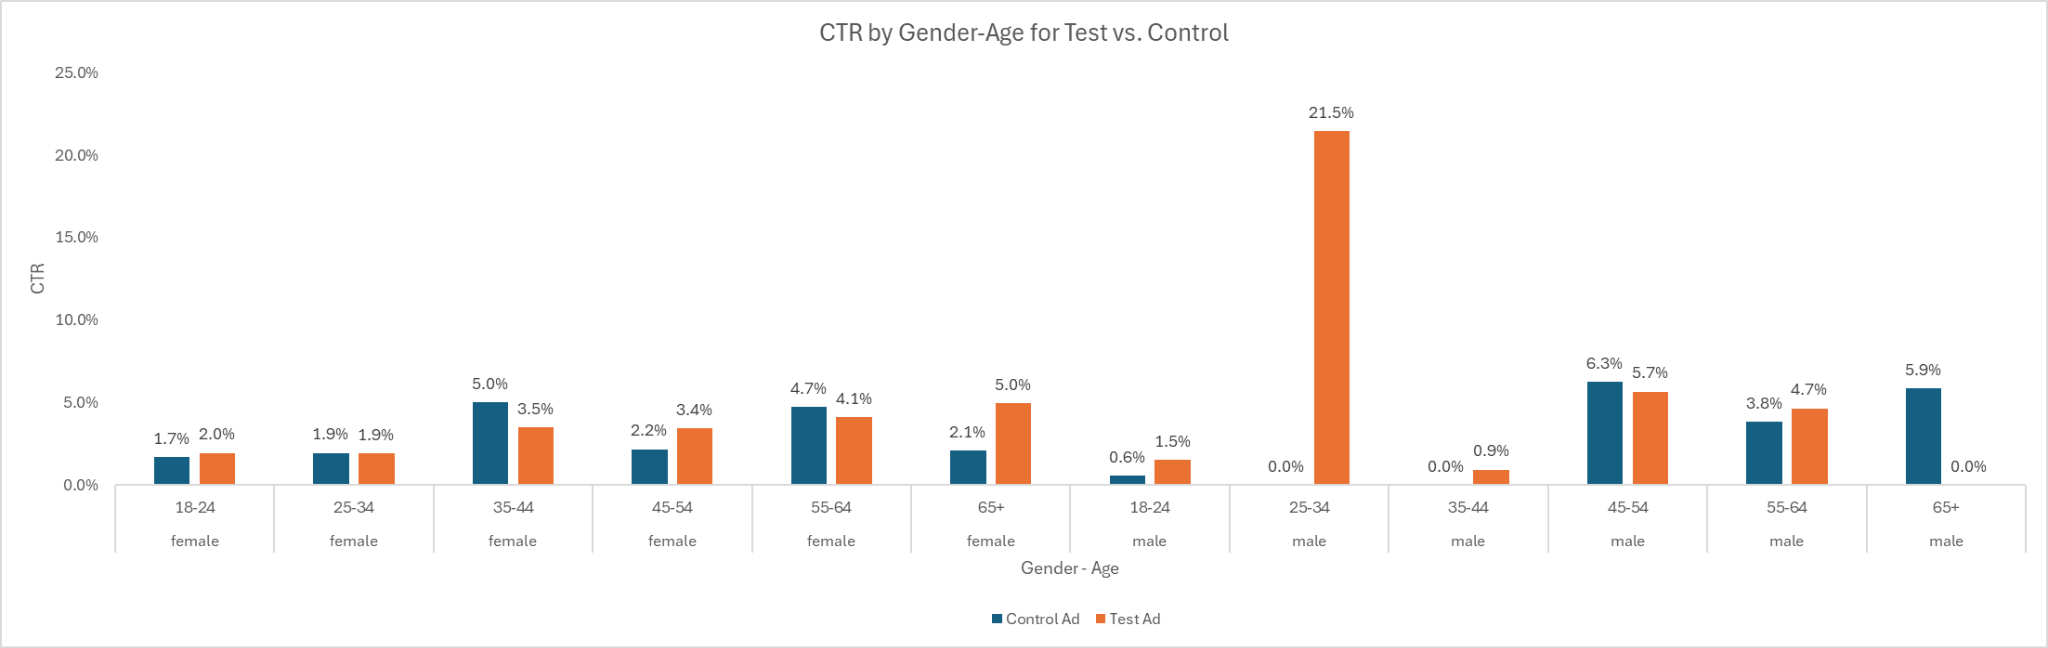 CTR by Gender-Age for Test vs. Control
25.0%
20.0%
15.0%
10.0%
5.0%
0.0%
CTR
1.7% 2.0% 1.9% 1.9% 5.0% 3.5% 2.2% 3.4% 4.7% 4.1% 2.1% 5.0% 0.6% 1.5% 0.0% 21.5% 0.0% 0.9% 6.3% 5.7% 3.8% 4.7% 5.9% 0.0%
18-24 25-34 35-44 45-54 55-64 65+ 18-24 25-34 35-44 45-54 55-64 65+
female female female female female female male male male male male male
Gender - Age
Control Ad Test Ad